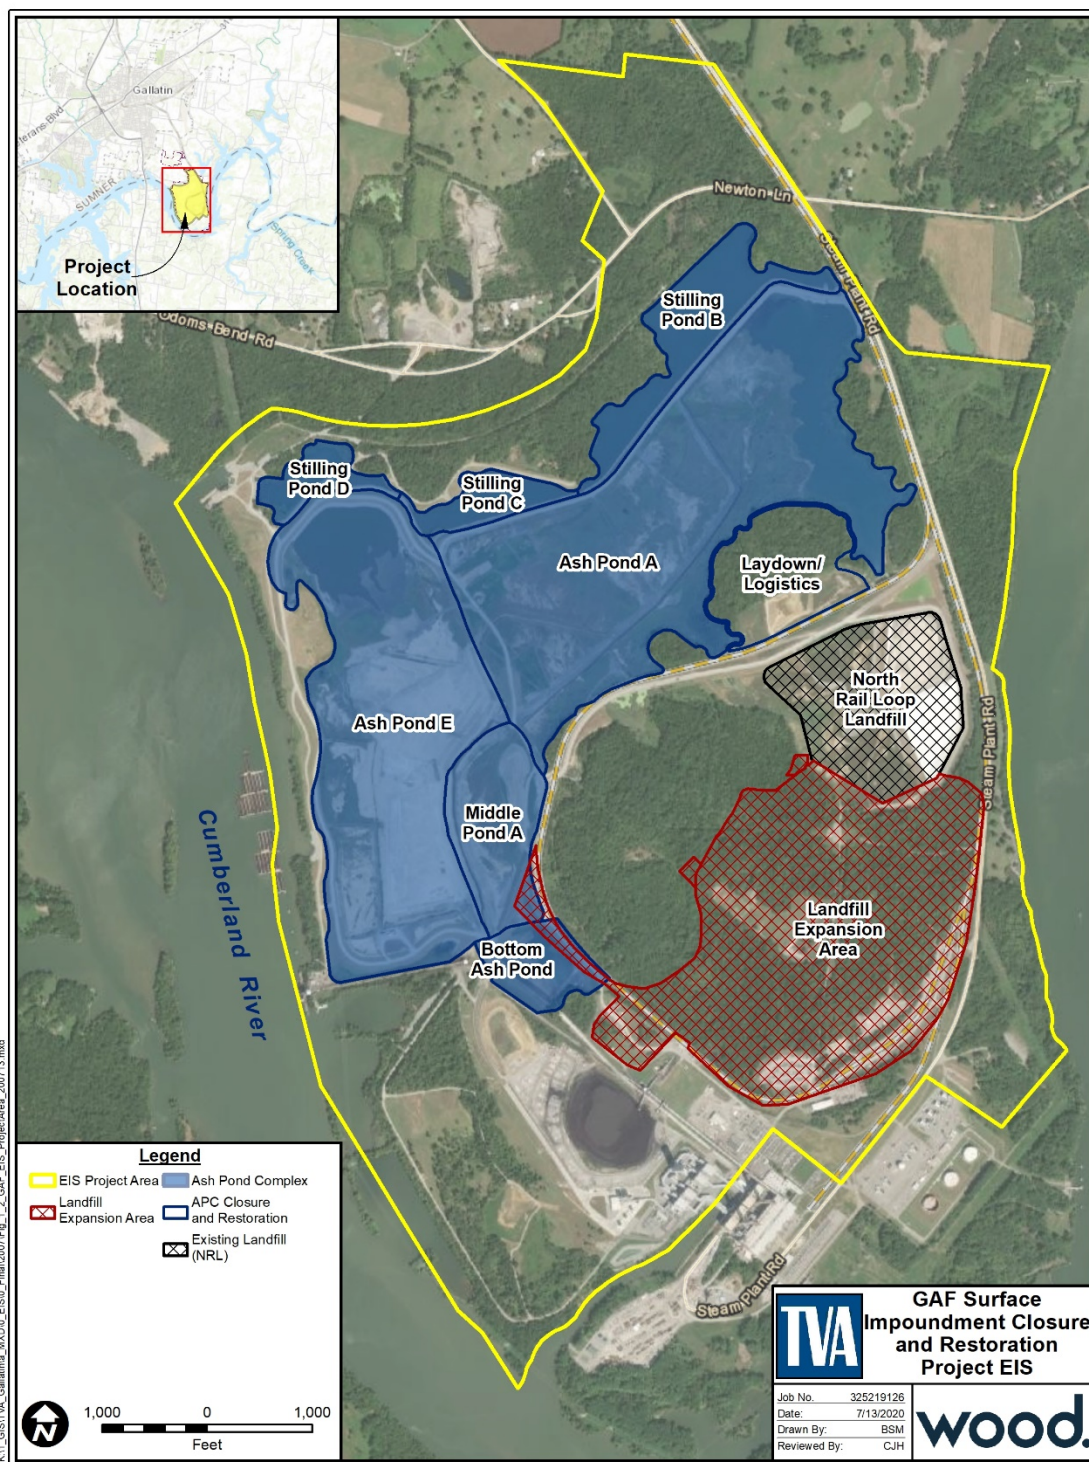 Gallatin
SUMNER
Spring Creek
Project
Location
Newton Ln
Steam Plant Rd
Odoms Bend Rd
Stilling
Pond B
Stilling
Pond D
Stilling
Pond C
Ash Pond A
Laydown/
Logistics
North
Rail Loop
Landfill
Steam Plant Rd
Ash Pond E
Middle
Pond A
Cumberland River
Landfill
Expansion
Area
Bottom
Ash Pond
Steam Plant Rd
Legend
EIS Project Area
Ash Pond Complex
Landfill
Expansion Area
APC Closure
and Restoration
Existing Landfill
(NRL)
N
1,000 0 1,000
Feet
TVA
GAF Surface
Impoundment Closure
and Restoration
Project EIS
Job No. 325219126
Date: 7/13/2020
Drawn By: BSM
Reviewed By: CJH
wood.